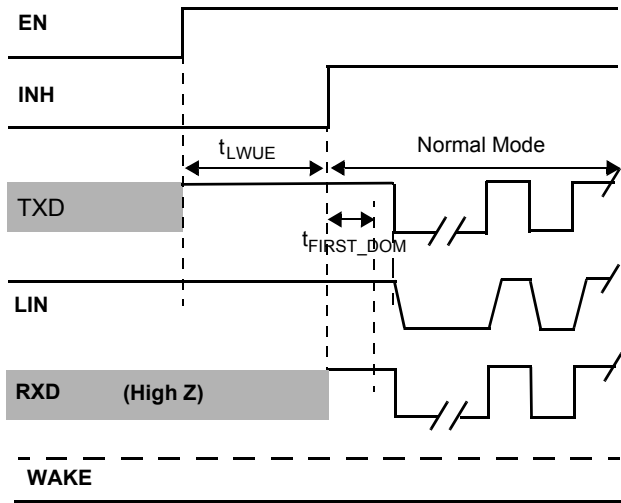 EN
INH
tLWUE
Normal Mode
TXD
tFIRST_DOM
LIN
RXD (High Z)
WAKE